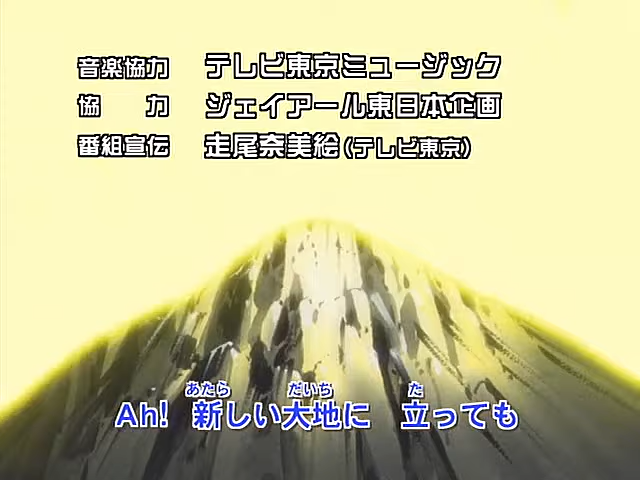 音楽協力 テレビ東京ミュージック
協　力 ジェイアール東日本企画
番組宣伝 走尾奈美絵(テレビ東京)
あたら だいち た
Ah! 新しい大地に 立っても